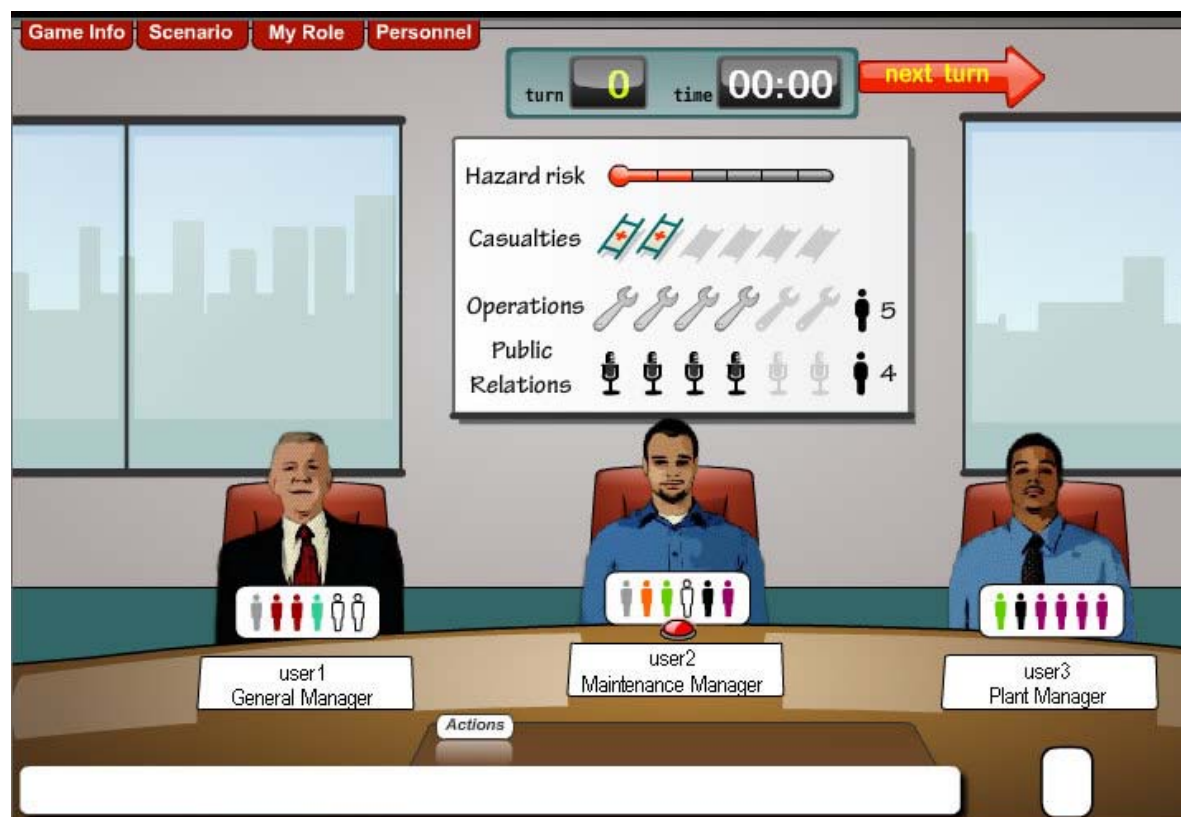 Game Info Scenario My Role Personnel
turn 0 time 00:00 next turn
Hazard risk
Casualties
Operations 5
Public
Relations 4
user1
General Manager
user2
Maintenance Manager
user3
Plant Manager
Actions